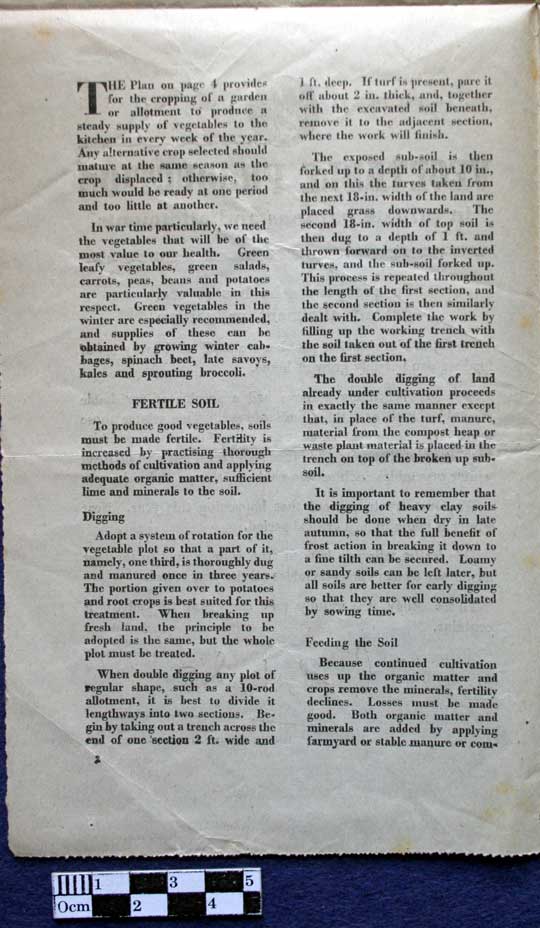 THE Plan on page 4 provides
for the cropping of a garden
or allotment to produce a
steady supply of vegetables to the
kitchen in every week of the year.
Any alternative crop selected should
mature at the same season as the
crop displaced ; otherwise, too
much would be ready at one period
and too little at another.
In war time particularly, we need
the vegetables that will be of the
most value to our health. Green
leafy vegetables, green salads,
carrots, peas, beans and potatoes
are particularly valuable in this
respect. Green vegetables in the
winter are especially recommended,
and supplies of these can be
obtained by growing winter cab-
bages, spinach beet, late savoys,
kales and sprouting broccoli.
FERTILE SOIL
To produce good vegetables, soils
must be made fertile. Fertility is
increased by practising thorough
methods of cultivation and applying
adequate organic matter, sufficient
lime and minerals to the soil.
Digging
Adopt a system of rotation for the
vegetable plot so that a part of it,
namely, one third, is thoroughly dug
and manured once in three years.
The portion given over to potatoes
and root crops is best suited for this
treatment. When breaking up
fresh land, the principle to be
adopted is the same, but the whole
plot must be treated.
When double digging any plot of
regular shape, such as a 10-rod
allotment, it is best to divide it
lengthways into two sections. Be-
gin by taking out a trench across the
end of one section 2 ft. wide and
2
1 ft. deep. If turf is present, pare it
off about 2 in. thick, and, together
with the excavated soil beneath,
remove it to the adjacent section,
where the work will finish.
The exposed sub-soil is then
forked up to a depth of about 10 in.,
and on this the turves taken from
the next 18-in. width of the land are
placed grass downwards. The
second 18-in. width of top soil is
then dug to a depth of 1 ft. and
thrown forward on to the inverted
turves, and the sub-soil forked up.
This process is repeated throughout
the length of the first section, and
the second section is then similarly
dealt with. Complete the work by
filling up the working trench with
the soil taken out of the first trench
on the first section.
The double digging of land
already under cultivation proceeds
in exactly the same manner except
that, in place of the turf, manure,
material from the compost heap or
waste plant material is placed in the
trench on top of the broken up sub-
soil.
It is important to remember that
the digging of heavy clay soils
should be done when dry in late
autumn, so that the full benefit of
frost action in breaking it down to
a fine tilth can be secured. Loamy
or sandy soils can be left later, but
all soils are better for early digging
so that they are well consolidated
by sowing time.
Feeding the Soil
Because continued cultivation
uses up the organic matter and
crops remove the minerals, fertility
declines. Losses must be made
good. Both organic matter and
minerals are added by applying
farmyard or stable manure or com-
1 3 5
0cm 2 4